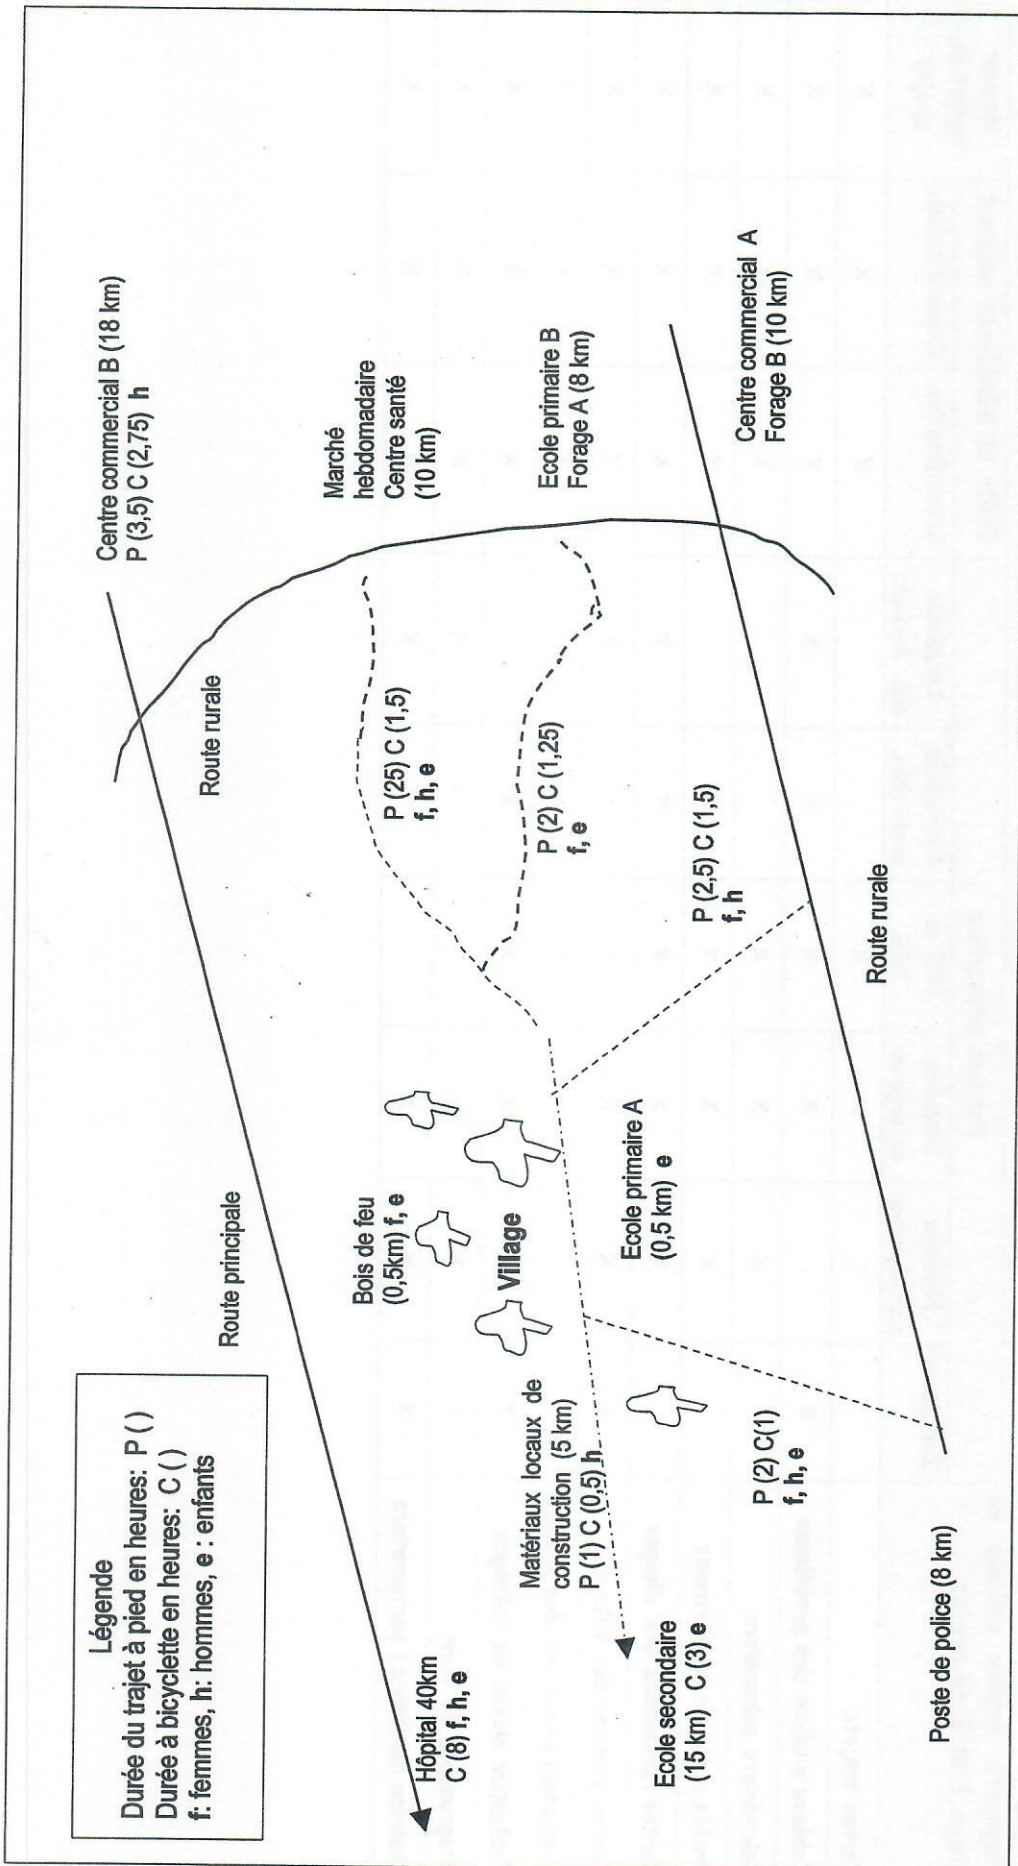 Légende
Durée du trajet à pied en heures: P ( )
Durée à bicyclette en heures: C ( )
f: femmes, h: hommes, e : enfants
Centre commercial B (18 km)
P (3,5) C (2,75) h
Route principale
Route rurale
Hôpital 40km
C (8) f, h, e
Bois de feu
(0,5km) f, e
Marché
hebdomadaire
Centre santé
(10 km)
P (25) C (1,5)
f, h, e
Village
Ecole primaire B
Forage A (8 km)
P (2) C (1,25)
f, e
Matériaux locaux de
construction (5 km)
P (1) C (0,5) h
Ecole primaire A
(0,5 km) e
P (2,5) C (1,5)
f, h
Ecole secondaire
(15 km) C (3) e
Centre commercial A
Forage B (10 km)
P (2) C(1)
f, h, e
Route rurale
Poste de police (8 km)